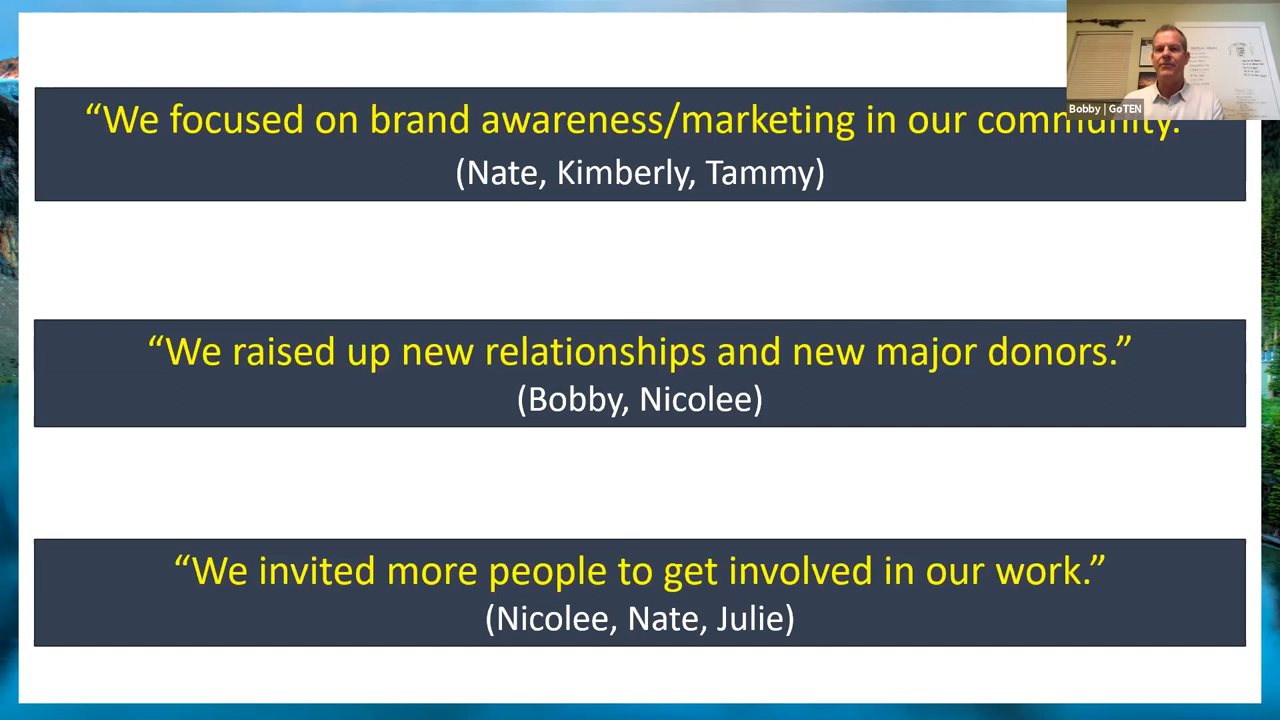 “We focused on brand awareness/marketing in our community.
(Nate, Kimberly, Tammy)
“We raised up new relationships and new major donors.”
(Bobby, Nicolee)
“We invited more people to get involved in our work.”
(Nicolee, Nate, Julie)
Bobby | GoTEN